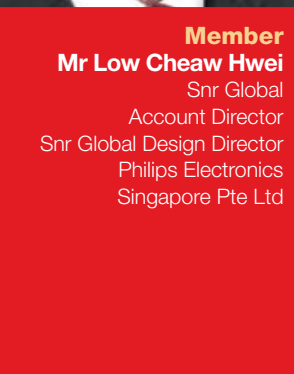 Member
Mr Low Cheaw Hwei
Snr Global
Account Director
Snr Global Design Director
Philips Electronics
Singapore Pte Ltd